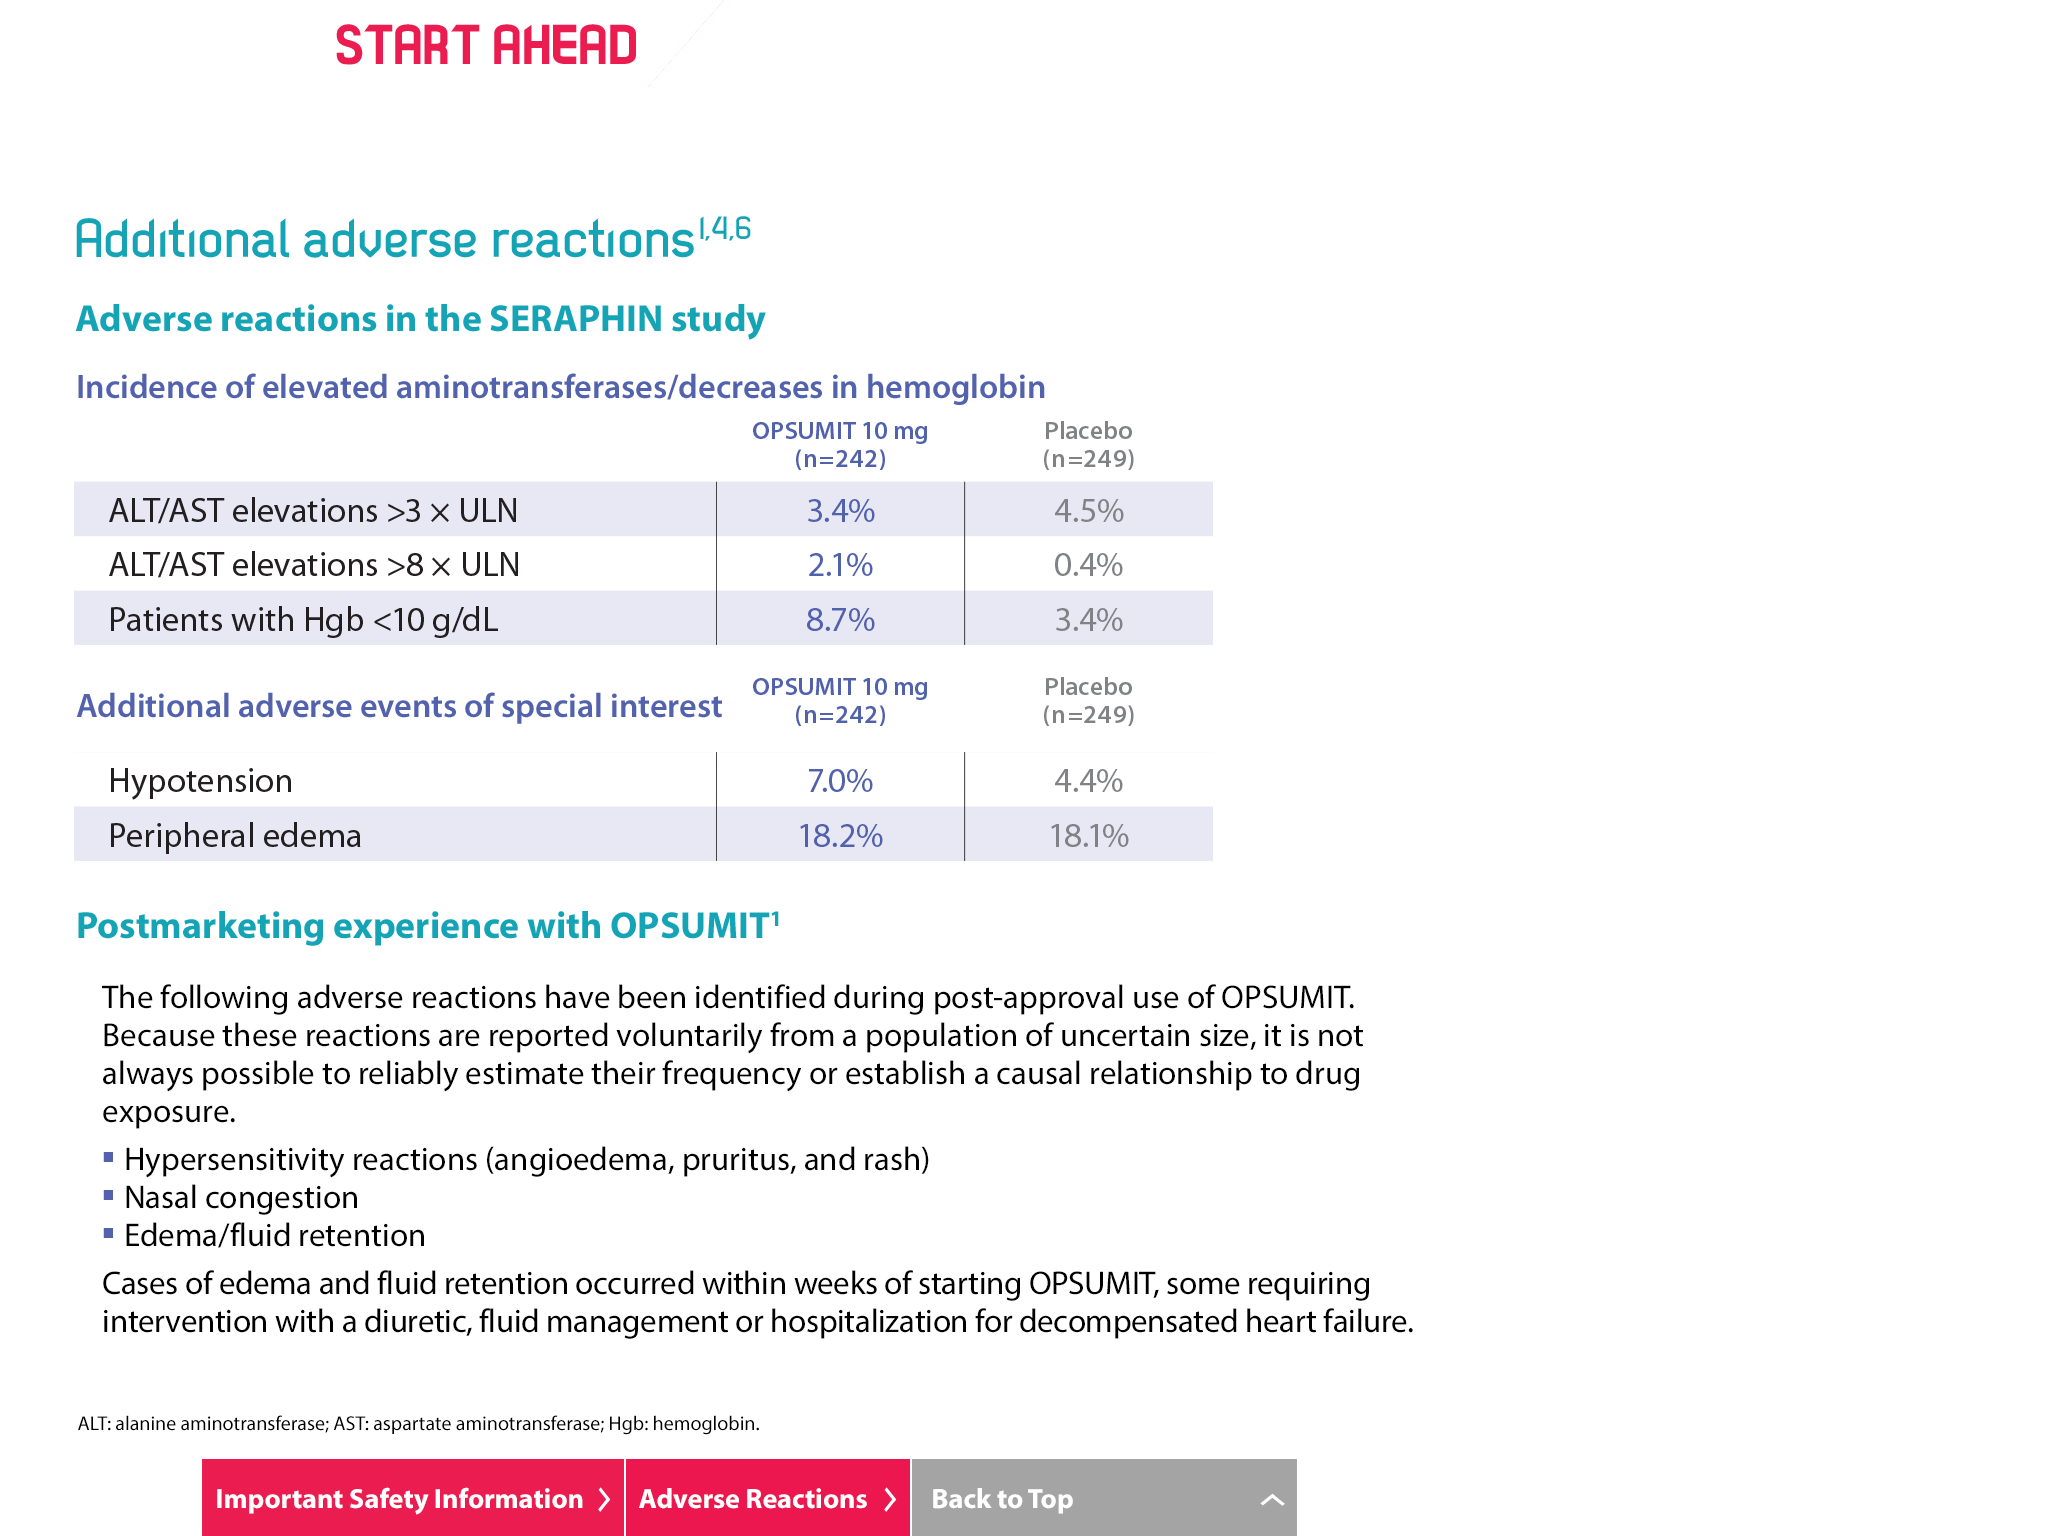 START AHEAD
Additional adverse reactions1,4,6
Adverse reactions in the SERAPHIN study
Incidence of elevated aminotransferases/decreases in hemoglobin
OPSUMIT 10 mg (n=242) Placebo (n=249)
ALT/AST elevations >3 × ULN 3.4% 4.5%
ALT/AST elevations >8 × ULN 2.1% 0.4%
Patients with Hgb <10 g/dL 8.7% 3.4%
Additional adverse events of special interest OPSUMIT 10 mg (n=242) Placebo (n=249)
Hypotension 7.0% 4.4%
Peripheral edema 18.2% 18.1%
Postmarketing experience with OPSUMIT1
The following adverse reactions have been identified during post-approval use of OPSUMIT.
Because these reactions are reported voluntarily from a population of uncertain size, it is not
always possible to reliably estimate their frequency or establish a causal relationship to drug
exposure.
▪ Hypersensitivity reactions (angioedema, pruritus, and rash)
▪ Nasal congestion
▪ Edema/fluid retention
Cases of edema and fluid retention occurred within weeks of starting OPSUMIT, some requiring
intervention with a diuretic, fluid management or hospitalization for decompensated heart failure.
ALT: alanine aminotransferase; AST: aspartate aminotransferase; Hgb: hemoglobin.
Important Safety Information Adverse Reactions Back to Top